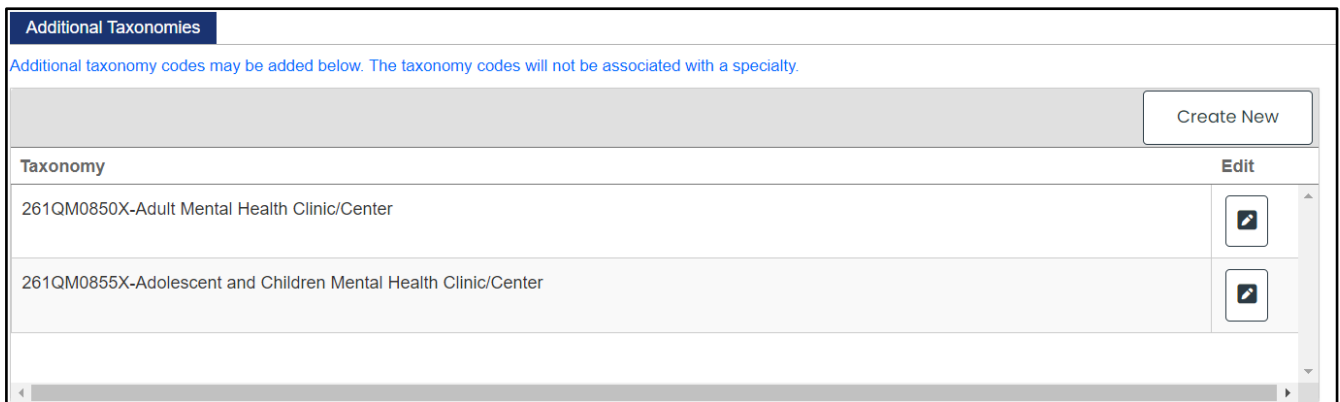 Additional Taxonomies
Additional taxonomy codes may be added below. The taxonomy codes will not be associated with a specialty.
Create New
Taxonomy Edit
261QM0850X-Adult Mental Health Clinic/Center
261QM0855X-Adolescent and Children Mental Health Clinic/Center